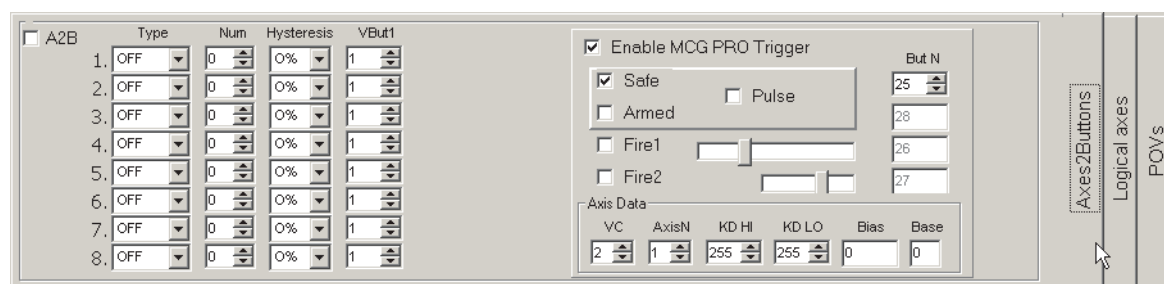 A2B Type Num Hysteresis VBut1
1. OFF 0 0% 1
2. OFF 0 0% 1
3. OFF 0 0% 1
4. OFF 0 0% 1
5. OFF 0 0% 1
6. OFF 0 0% 1
7. OFF 0 0% 1
8. OFF 0 0% 1
Enable MCG PRO Trigger
But N
Safe 25
Pulse
Armed 28
Fire1 26
Fire2 27
Axis Data
VC AxisN KD HI KD LO Bias Base
2 1 255 255 0 0
Axes2Buttons
Logical axes
POVs